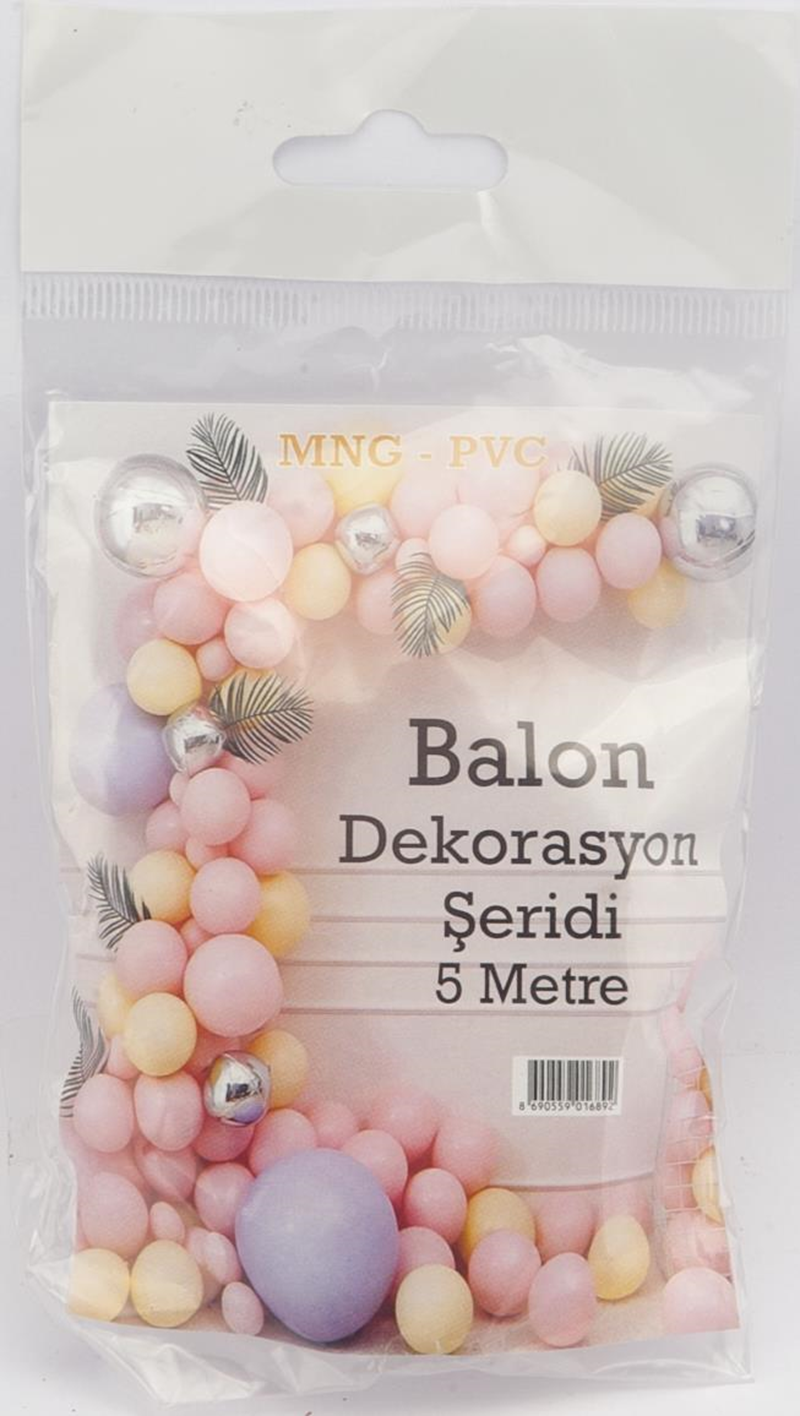 MNG - PVC
Balon
Dekorasyon
Şeridi
5 Metre
8 690559 016892